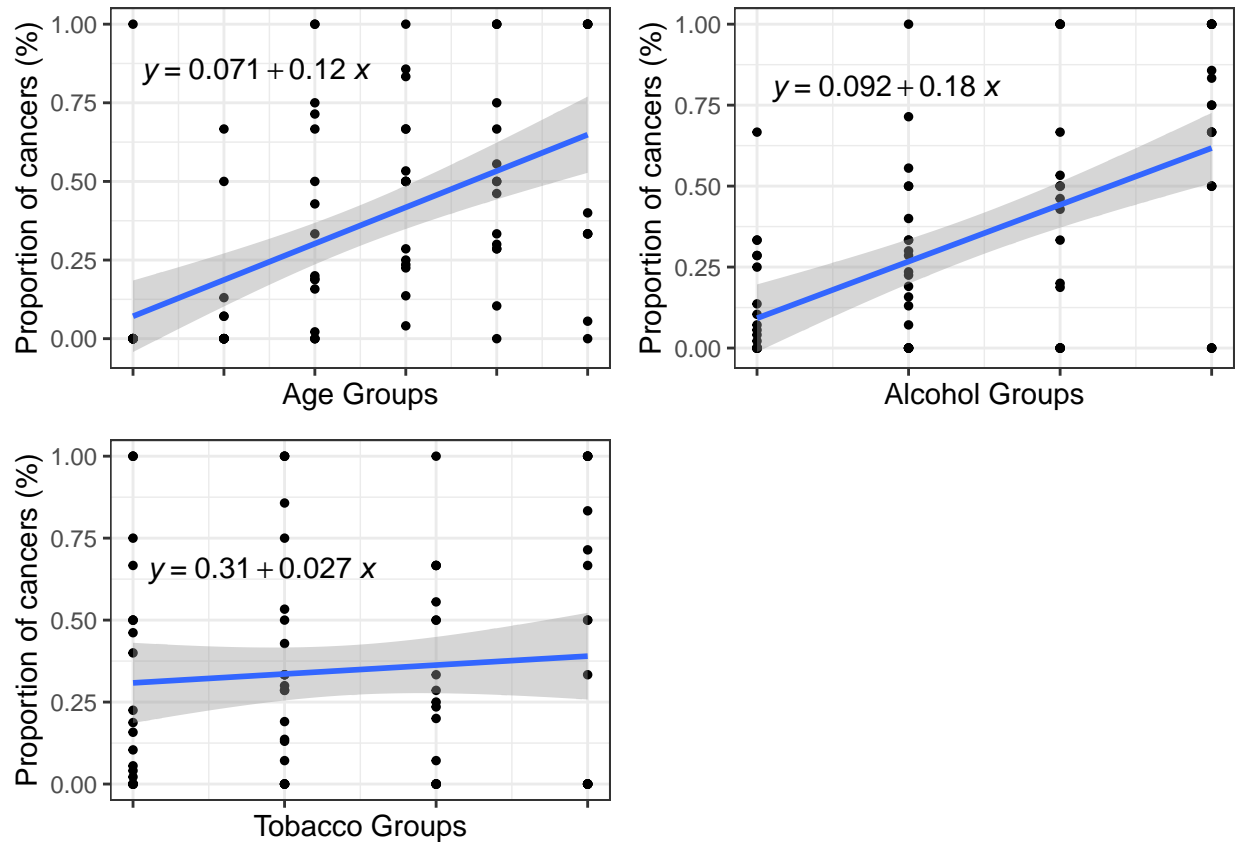 Proportion of cancers (%)
1.00
0.75
0.50
0.25
0.00
y = 0.071 + 0.12 x
Age Groups
Proportion of cancers (%)
1.00
0.75
0.50
0.25
0.00
y = 0.092 + 0.18 x
Alcohol Groups
Proportion of cancers (%)
1.00
0.75
0.50
0.25
0.00
y = 0.31 + 0.027 x
Tobacco Groups